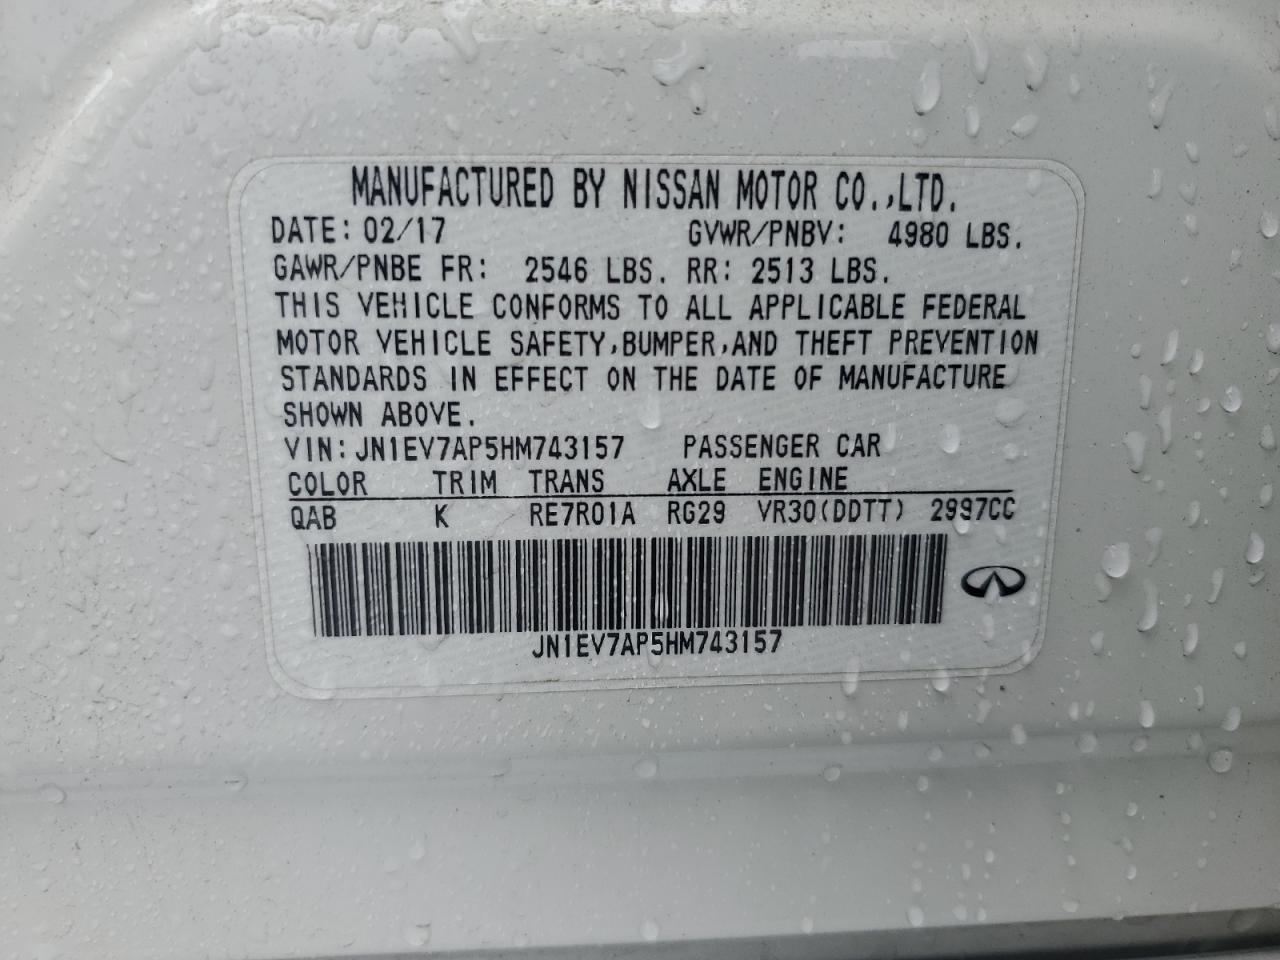 MANUFACTURED BY NISSAN MOTOR CO.,LTD.
DATE: 02/17 GVWR/PNBV: 4980 LBS.
GAWR/PNBE FR: 2546 LBS. RR: 2513 LBS.
THIS VEHICLE CONFORMS TO ALL APPLICABLE FEDERAL
MOTOR VEHICLE SAFETY,BUMPER,AND THEFT PREVENTION
STANDARDS IN EFFECT ON THE DATE OF MANUFACTURE
SHOWN ABOVE.
VIN:JN1EV7AP5HM743157 PASSENGER CAR
COLOR TRIM TRANS AXLE ENGINE
QAB K RE7R01A RG29 VR30(DDTT) 2997CC
JN1EV7AP5HM743157